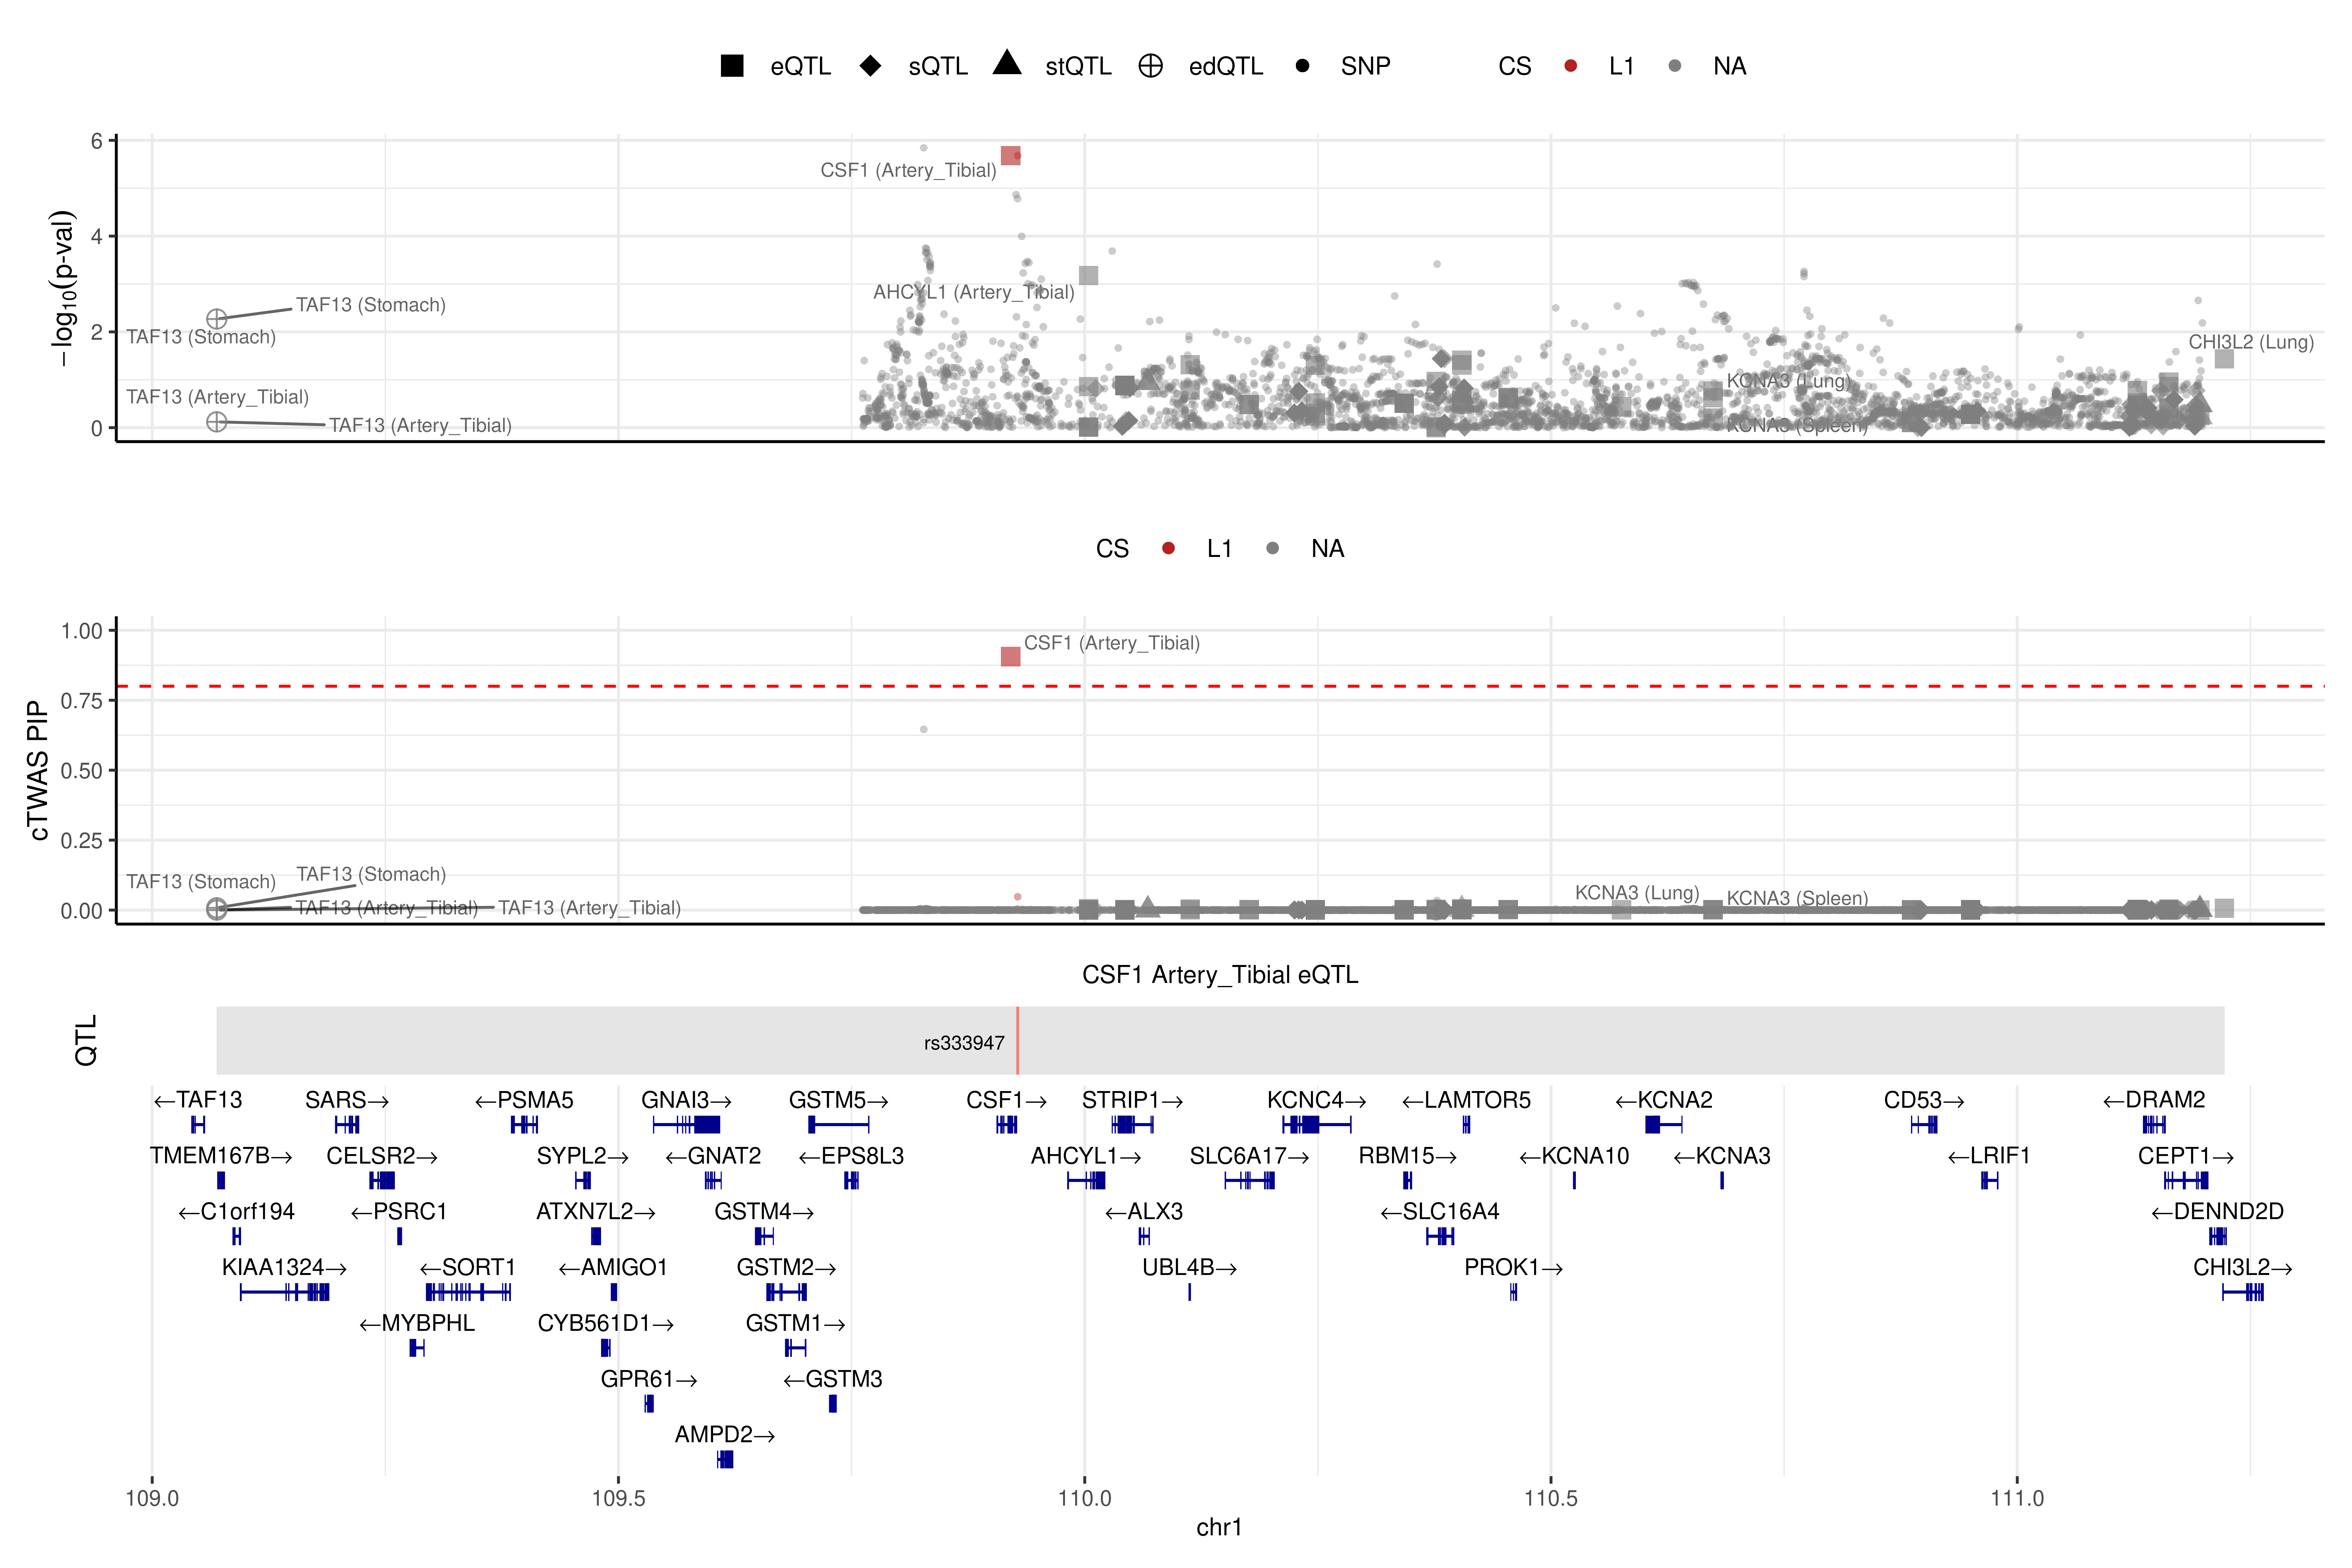 eQTL sQTL stQTL edQTL SNP CS L1 NA
6
4
2
0
−log10(p-val)
CSF1 (Artery_Tibial)
AHCYL1 (Artery_Tibial)
TAF13 (Stomach)
TAF13 (Stomach)
CHI3L2 (Lung)
KCNA3 (Lung)
TAF13 (Artery_Tibial)
TAF13 (Artery_Tibial)
KCNA3 (Spleen)
CS L1 NA
1.00
0.75
0.50
0.25
0.00
cTWAS PIP
CSF1 (Artery_Tibial)
TAF13 (Stomach)
TAF13 (Stomach)
KCNA3 (Lung)
KCNA3 (Spleen)
TAF13 (Artery_Tibial)
TAF13 (Artery_Tibial)
CSF1 Artery_Tibial eQTL
QTL
rs333947
←TAF13 SARS→ ←PSMA5 GNAI3→ GSTM5→ CSF1→ STRIP1→ KCNC4→ ←LAMTOR5 ←KCNA2 CD53→ ←DRAM2
TMEM167B→ CELSR2→ SYPL2→ ←GNAT2 ←EPS8L3 AHCYL1→ SLC6A17→ RBM15→ ←KCNA10 ←KCNA3 ←LRIF1 CEPT1→
←C1orf194 ←PSRC1 ATXN7L2→ GSTM4→ ←ALX3 ←SLC16A4 ←DENND2D
KIAA1324→ ←SORT1 ←AMIGO1 GSTM2→ UBL4B→ PROK1→ CHI3L2→
←MYBPHL CYB561D1→ GSTM1→
GPR61→ ←GSTM3
AMPD2→
109.0 109.5 110.0 110.5 111.0
chr1